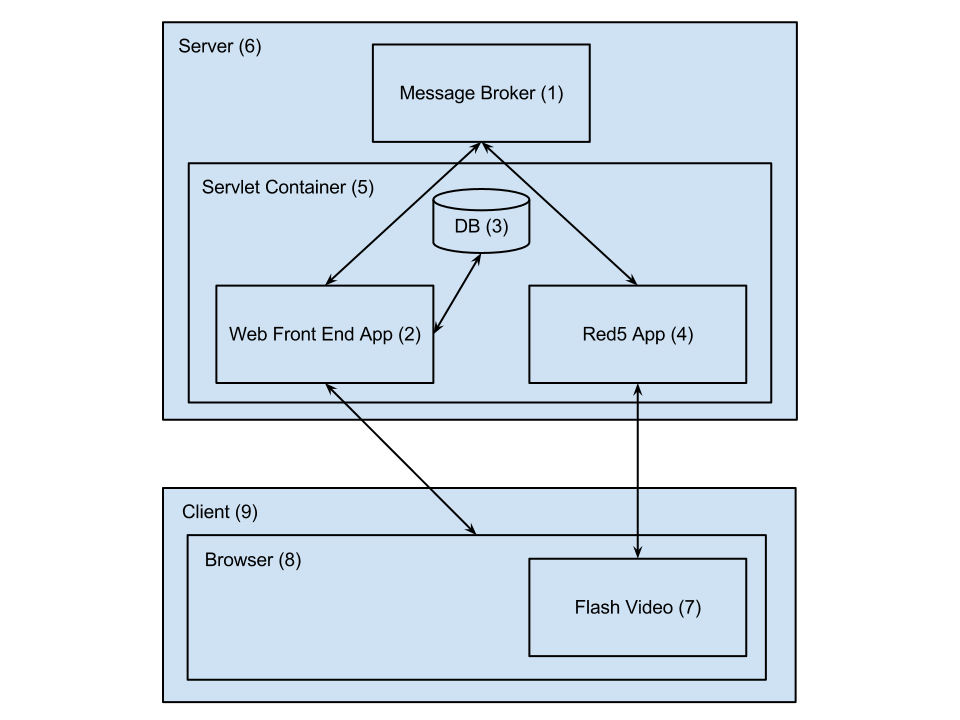 Server (6)
Message Broker (1)
Servlet Container (5)
DB (3)
Web Front End App (2)
Red5 App (4)
Client (9)
Browser (8)
Flash Video (7)